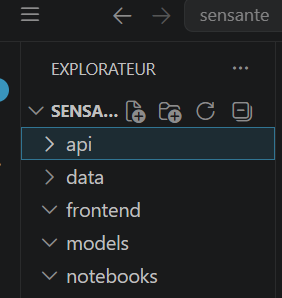 sensante
EXPLORATEUR
SENSA...
api
data
frontend
models
notebooks